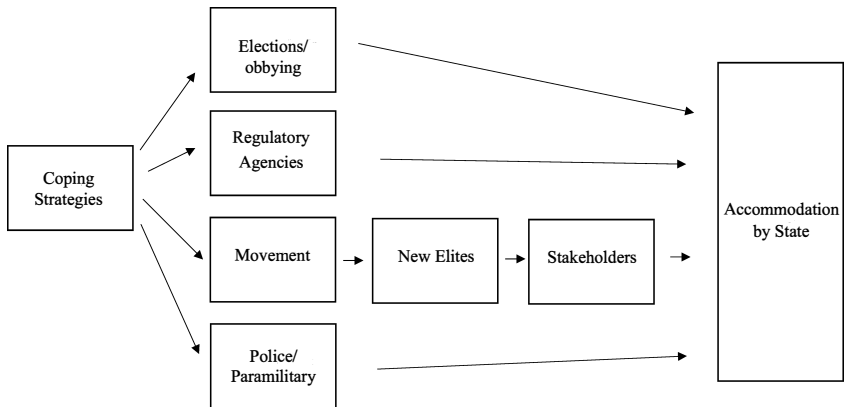 Elections/
obbying
Regulatory
Agencies
Coping
Strategies
Movement
New Elites
Stakeholders
Accommodation
by State
Police/
Paramilitary